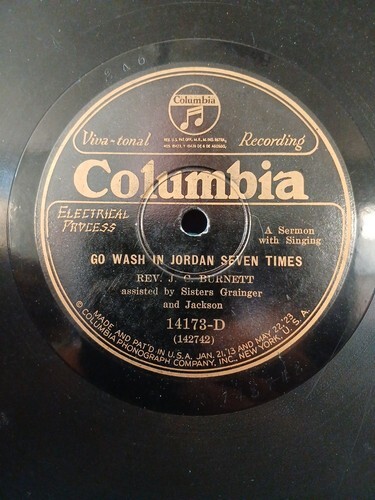 Columbia
Viva-tonal Recording
Columbia
ELECTRICAL
PROCESS
A Sermon
with Singing
GO WASH IN JORDAN SEVEN TIMES
REV. J. C. BURNETT
assisted by Sisters Grainger
and Jackson
14173-D
(142742)
MADE AND PAT'D IN U.S.A. JAN. 21, '13 AND MAY 22, '23
© COLUMBIA PHONOGRAPH COMPANY, INC., NEW YORK, U.S.A.